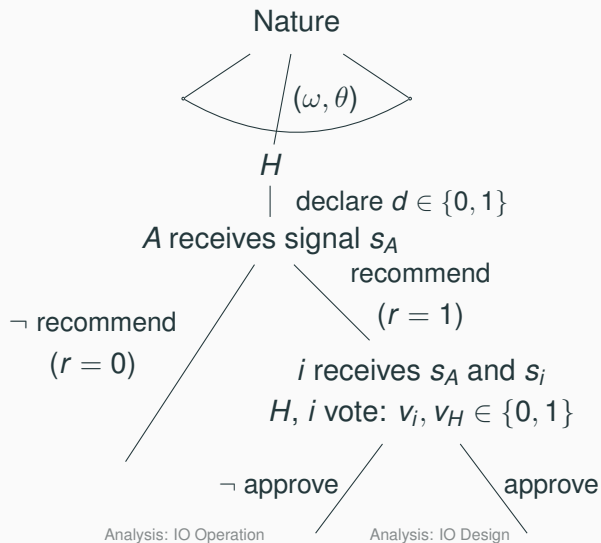 Nature
(ω, θ)
H
declare d ∈ {0, 1}
A receives signal s_A
recommend
(r = 1)
¬ recommend
(r = 0)
i receives s_A and s_i
H, i vote: v_i, v_H ∈ {0, 1}
¬ approve
approve
Analysis: IO Operation
Analysis: IO Design